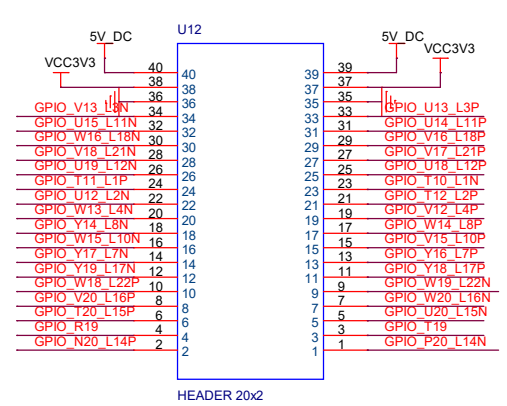 U12
5V_DC 5V_DC
VCC3V3 VCC3V3
40 40 39 39
38 38 37 37
36 36 35 35
GPIO_V13_L3N 34 34 33 33 GPIO_U13_L3P
GPIO_U15_L11N 32 32 31 31 GPIO_U14_L11P
GPIO_W16_L18N 30 30 29 29 GPIO_V16_L18P
GPIO_V18_L21N 28 28 27 27 GPIO_V17_L21P
GPIO_U19_L12N 26 26 25 25 GPIO_U18_L12P
GPIO_T11_L1P 24 24 23 23 GPIO_T10_L1N
GPIO_U12_L2N 22 22 21 21 GPIO_T12_L2P
GPIO_W13_L4N 20 20 19 19 GPIO_V12_L4P
GPIO_Y14_L8N 18 18 17 17 GPIO_W14_L8P
GPIO_W15_L10N 16 16 15 15 GPIO_V15_L10P
GPIO_Y17_L7N 14 14 13 13 GPIO_Y16_L7P
GPIO_Y19_L17N 12 12 11 11 GPIO_Y18_L17P
GPIO_W18_L22P 10 10 9 9 GPIO_W19_L22N
GPIO_V20_L16P 8 8 7 7 GPIO_W20_L16N
GPIO_T20_L15P 6 6 5 5 GPIO_U20_L15N
GPIO_R19 4 4 3 3 GPIO_T19
GPIO_N20_L14P 2 2 1 1 GPIO_P20_L14N
HEADER 20x2